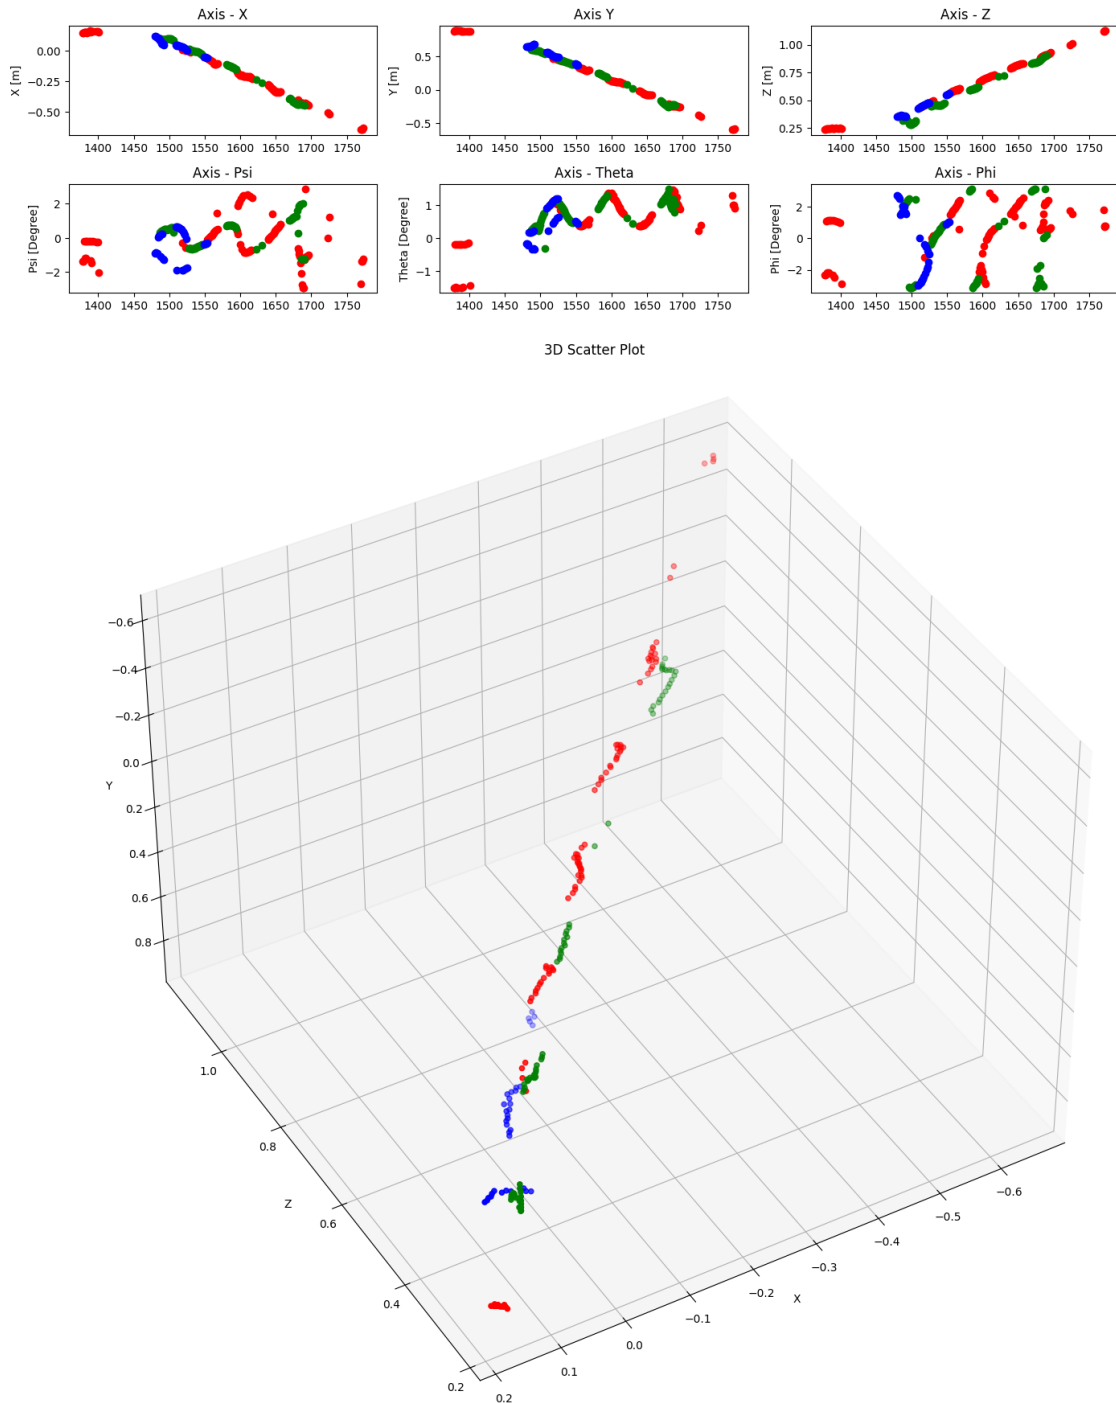 Axis - X
Axis Y
Axis - Z
X [m]
0.00
−0.25
−0.50
1400 1450 1500 1550 1600 1650 1700 1750
Y [m]
0.5
0.0
−0.5
1400 1450 1500 1550 1600 1650 1700 1750
Z [m]
1.00
0.75
0.50
0.25
1400 1450 1500 1550 1600 1650 1700 1750
Axis - Psi
Axis - Theta
Axis - Phi
Psi [Degree]
2
0
−2
1400 1450 1500 1550 1600 1650 1700 1750
Theta [Degree]
1
0
−1
1400 1450 1500 1550 1600 1650 1700 1750
Phi [Degree]
2
0
−2
1400 1450 1500 1550 1600 1650 1700 1750
3D Scatter Plot
−0.6
−0.4
−0.2
0.0
0.2
0.4
0.6
0.8
Y
1.0
0.8
0.6
0.4
0.2
Z
0.2
0.1
0.0
−0.1
−0.2
−0.3
−0.4
−0.5
−0.6
X